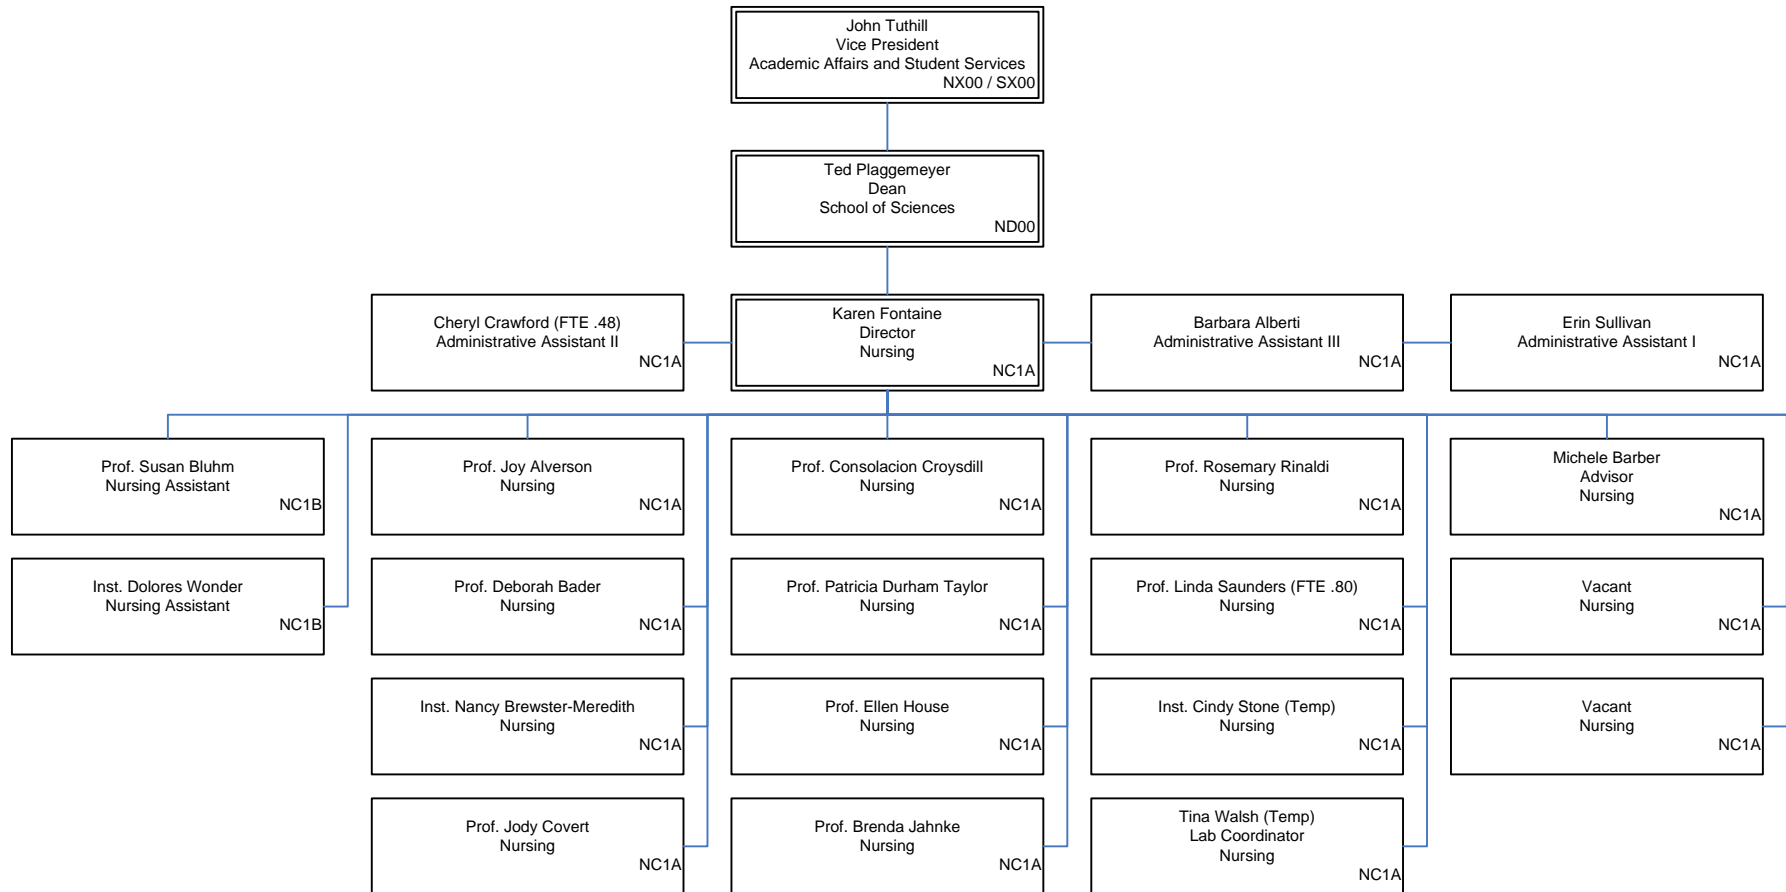 John Tuthill
Vice President
Academic Affairs and Student Services
NX00 / SX00
Ted Plaggemeyer
Dean
School of Sciences
ND00
Cheryl Crawford (FTE .48)
Administrative Assistant II
NC1A
Karen Fontaine
Director
Nursing
NC1A
Barbara Alberti
Administrative Assistant III
NC1A
Erin Sullivan
Administrative Assistant I
NC1A
Prof. Susan Bluhm
Nursing Assistant
NC1B
Prof. Joy Alverson
Nursing
NC1A
Prof. Consolacion Croysdill
Nursing
NC1A
Prof. Rosemary Rinaldi
Nursing
NC1A
Michele Barber
Advisor
Nursing
NC1A
Inst. Dolores Wonder
Nursing Assistant
NC1B
Prof. Deborah Bader
Nursing
NC1A
Prof. Patricia Durham Taylor
Nursing
NC1A
Prof. Linda Saunders (FTE .80)
Nursing
NC1A
Vacant
Nursing
NC1A
Inst. Nancy Brewster-Meredith
Nursing
NC1A
Prof. Ellen House
Nursing
NC1A
Inst. Cindy Stone (Temp)
Nursing
NC1A
Vacant
Nursing
NC1A
Prof. Jody Covert
Nursing
NC1A
Prof. Brenda Jahnke
Nursing
NC1A
Tina Walsh (Temp)
Lab Coordinator
Nursing
NC1A